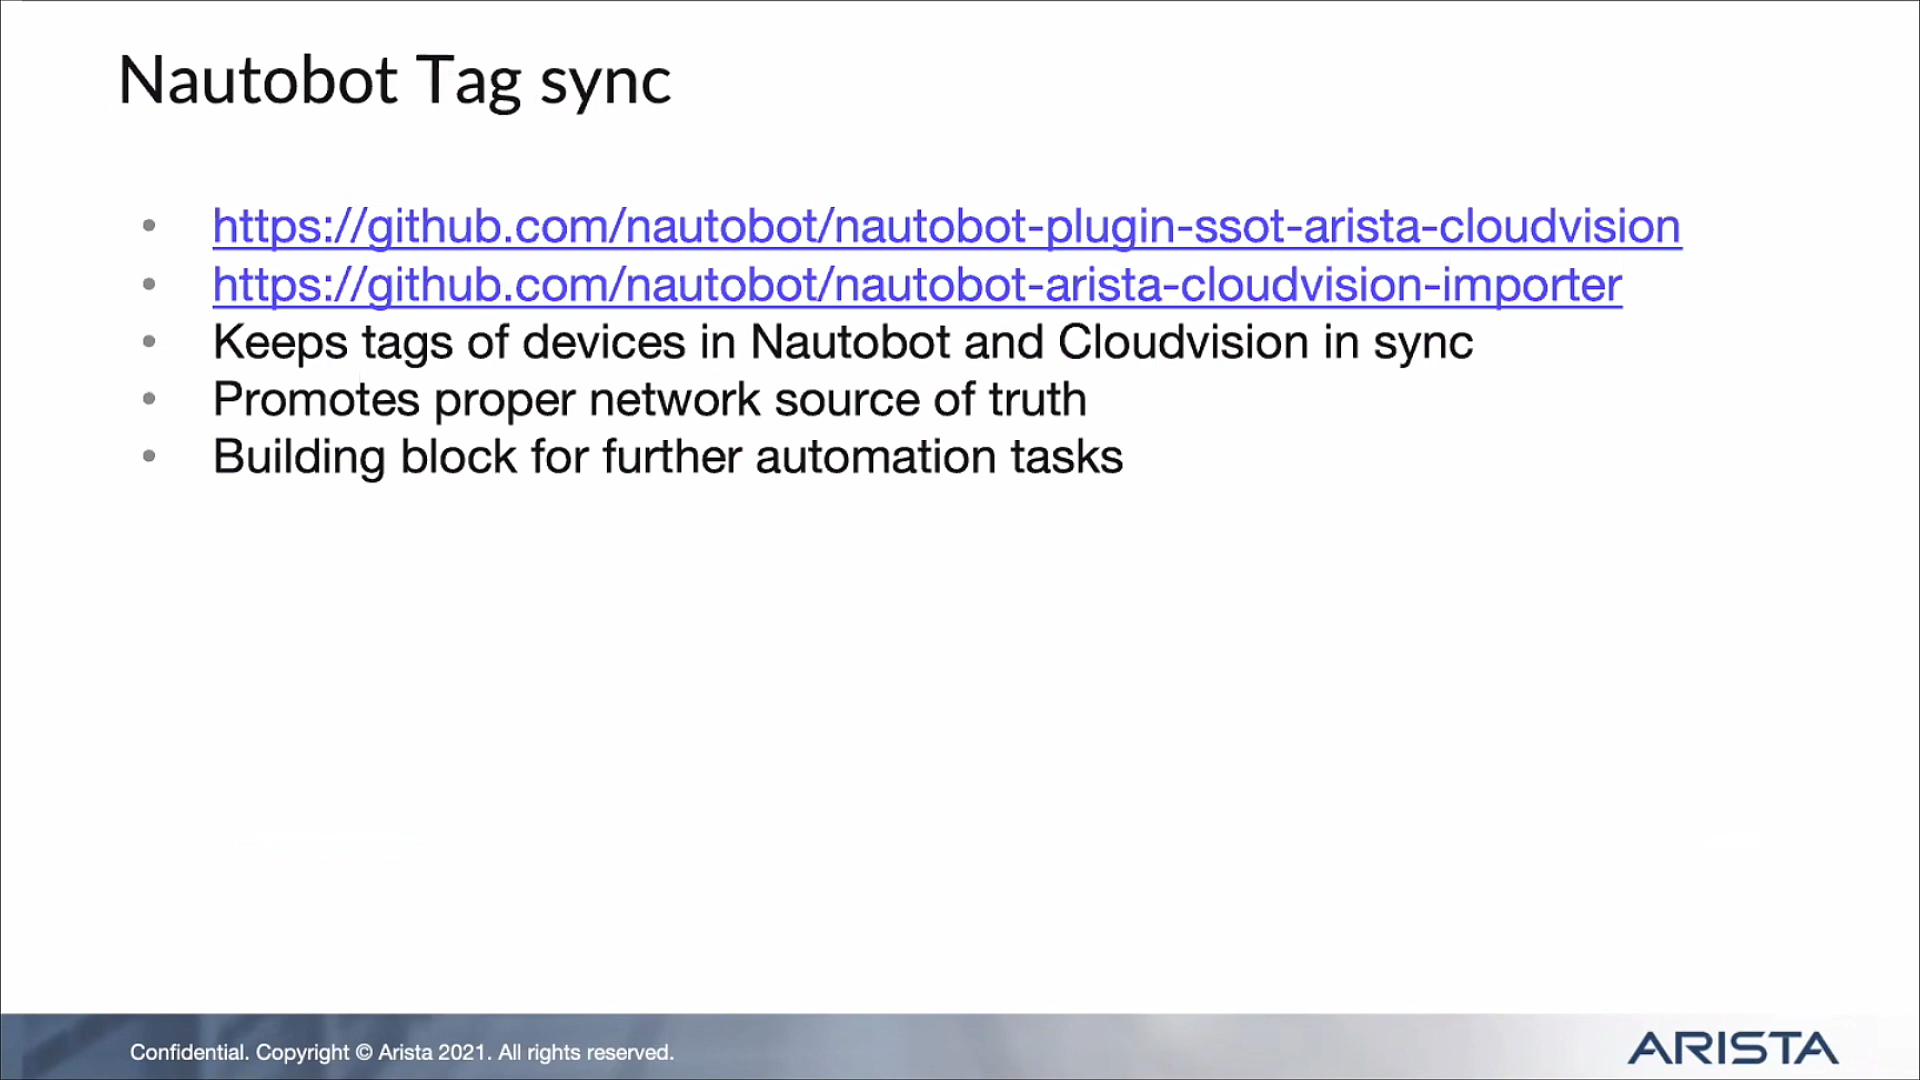 Nautobot Tag sync
• https://github.com/nautobot/nautobot-plugin-ssot-arista-cloudvision
• https://github.com/nautobot/nautobot-arista-cloudvision-importer
• Keeps tags of devices in Nautobot and Cloudvision in sync
• Promotes proper network source of truth
• Building block for further automation tasks
Confidential. Copyright © Arista 2021. All rights reserved.
ARISTA